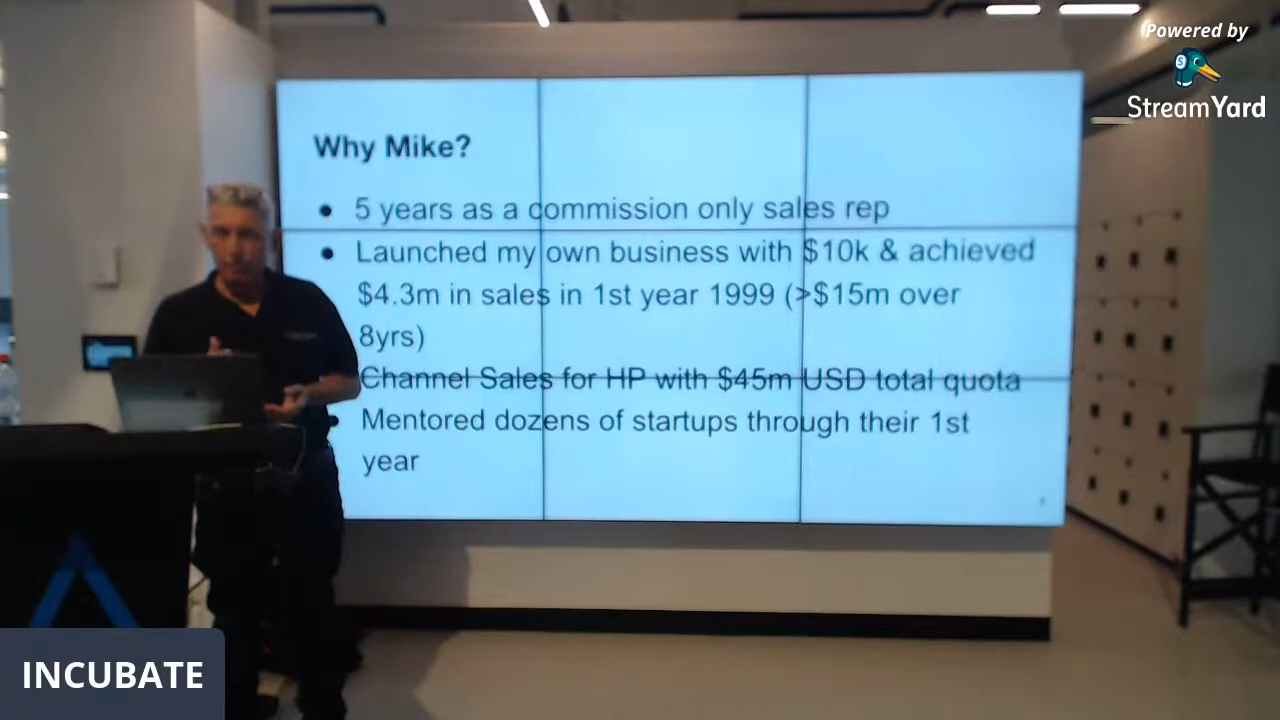 Powered by
StreamYard
Why Mike?
• 5 years as a commission only sales rep
• Launched my own business with $10k & achieved
$4.3m in sales in 1st year 1999 (>$15m over
8yrs)
Channel Sales for HP with $45m USD total quota
• Mentored dozens of startups through their 1st
year
INCUBATE